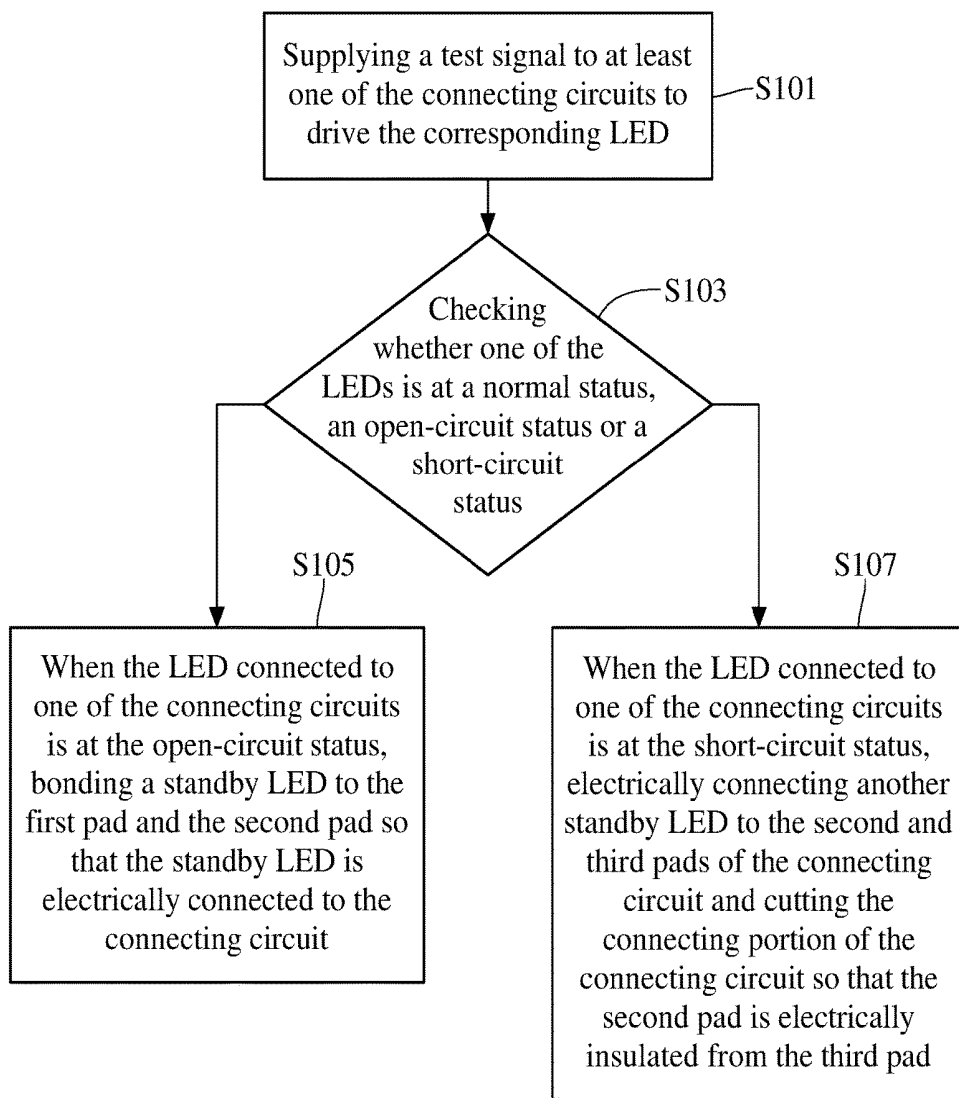 Supplying a test signal to at least
one of the connecting circuits to
drive the corresponding LED
S101
S103
Checking
whether one of the
LEDs is at a normal status,
an open-circuit status or a
short-circuit
status
S105
When the LED connected to
one of the connecting circuits
is at the open-circuit status,
bonding a standby LED to the
first pad and the second pad so
that the standby LED is
electrically connected to the
connecting circuit
S107
When the LED connected to
one of the connecting circuits
is at the short-circuit status,
electrically connecting another
standby LED to the second and
third pads of the connecting
circuit and cutting the
connecting portion of the
connecting circuit so that the
second pad is electrically
insulated from the third pad